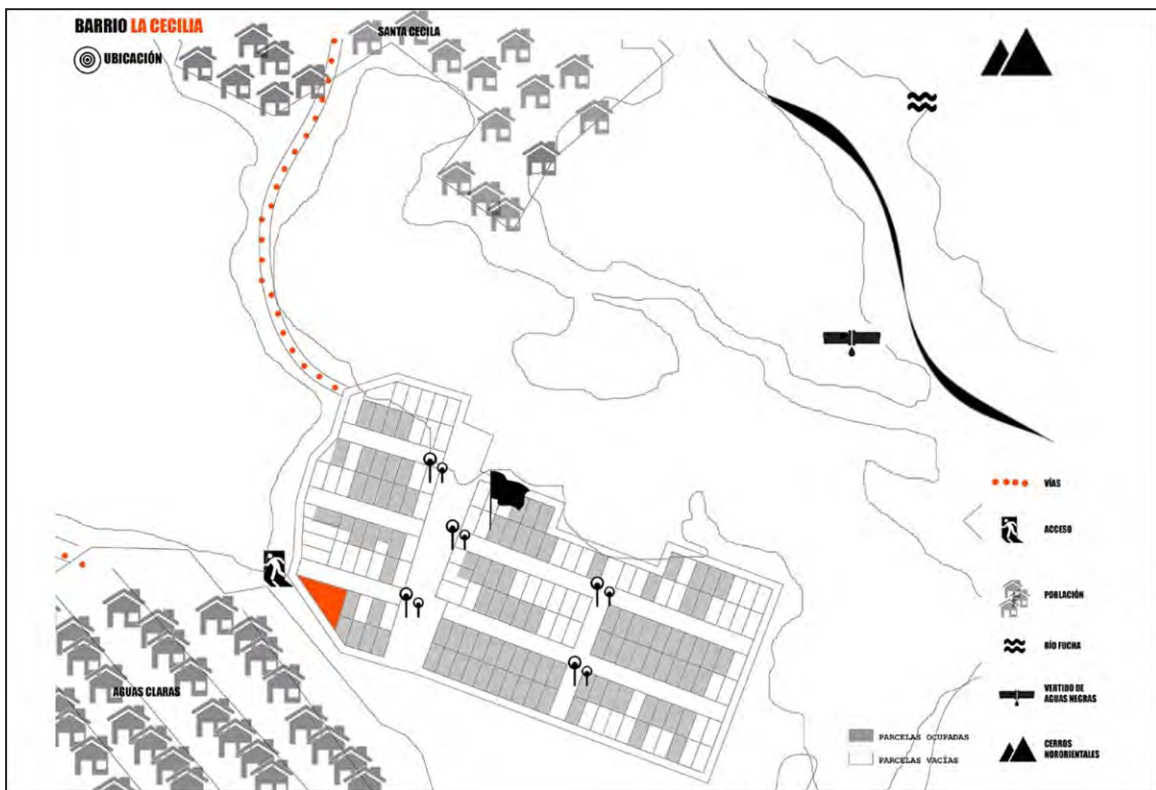 BARRIO LA CECILIA
UBICACIÓN
SANTA CECILA
AGUAS CLARAS
VÍAS
ACCESO
POBLACIÓN
RÍO FUCHA
VERTIDO DE
AGUAS NEGRAS
CERROS
NORORIENTALES
PARCELAS OCUPADAS
PARCELAS VACÍAS